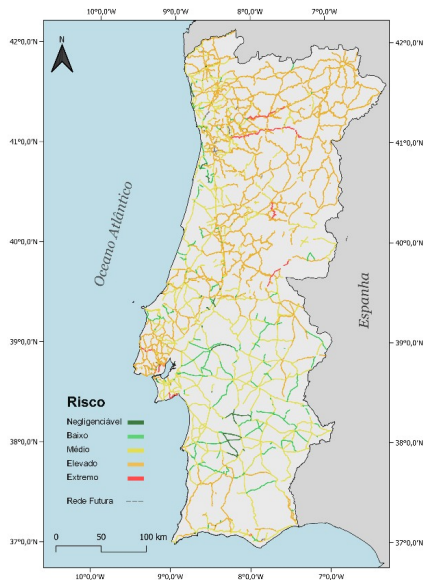 10°0,0'N 9°0,0'N 8°0,0'N 7°0,0'N
N
42°0,0'N 42°0,0'N
41°0,0'N 41°0,0'N
40°0,0'N 40°0,0'N
39°0,0'N 39°0,0'N
38°0,0'N 38°0,0'N
37°0,0'N 37°0,0'N
Oceano Atlântico
Espanha
Risco
Negligenciável
Baixo
Médio
Elevado
Extremo
Rede Futura
0 50 100 km
10°0,0'N 9°0,0'N 8°0,0'N 7°0,0'N